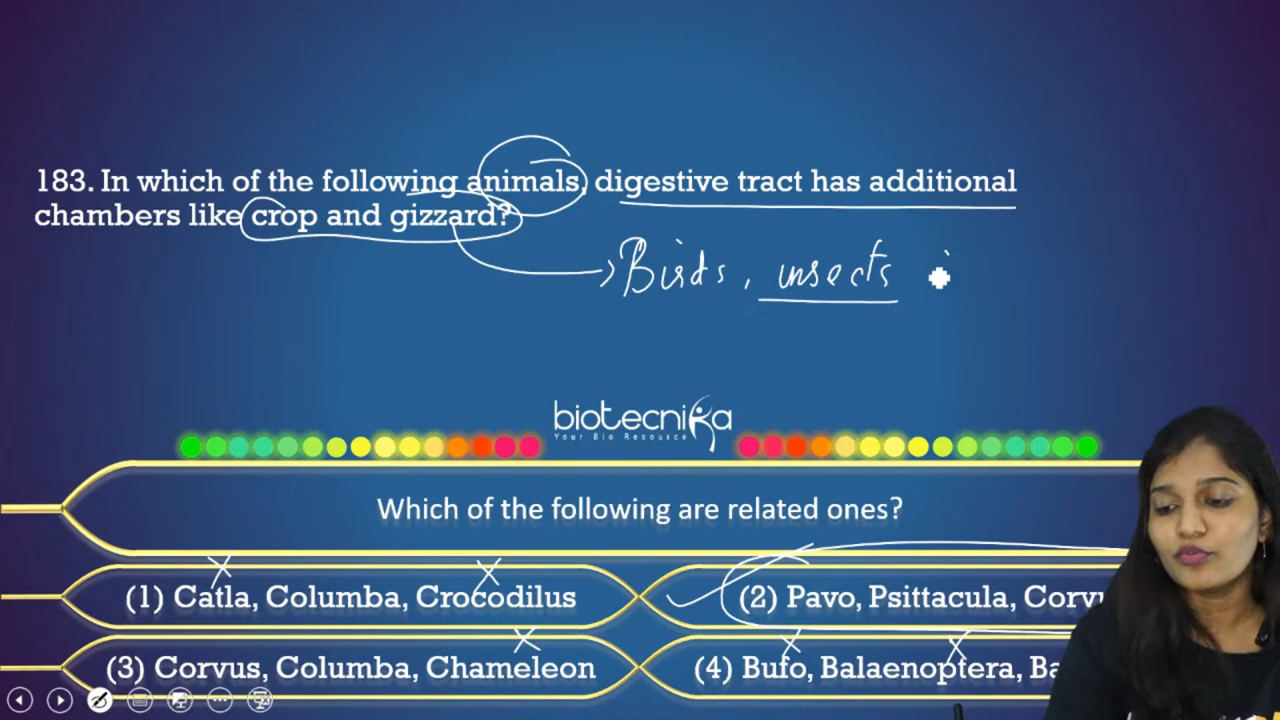 183. In which of the following animals, digestive tract has additional
chambers like crop and gizzard?
Birds, insects
biotecnika
Your Bio Resource
Which of the following are related ones?
(1) Catla, Columba, Crocodilus
(2) Pavo, Psittacula, Corvu
(3) Corvus, Columba, Chameleon
(4) Bufo, Balaenoptera, Ba